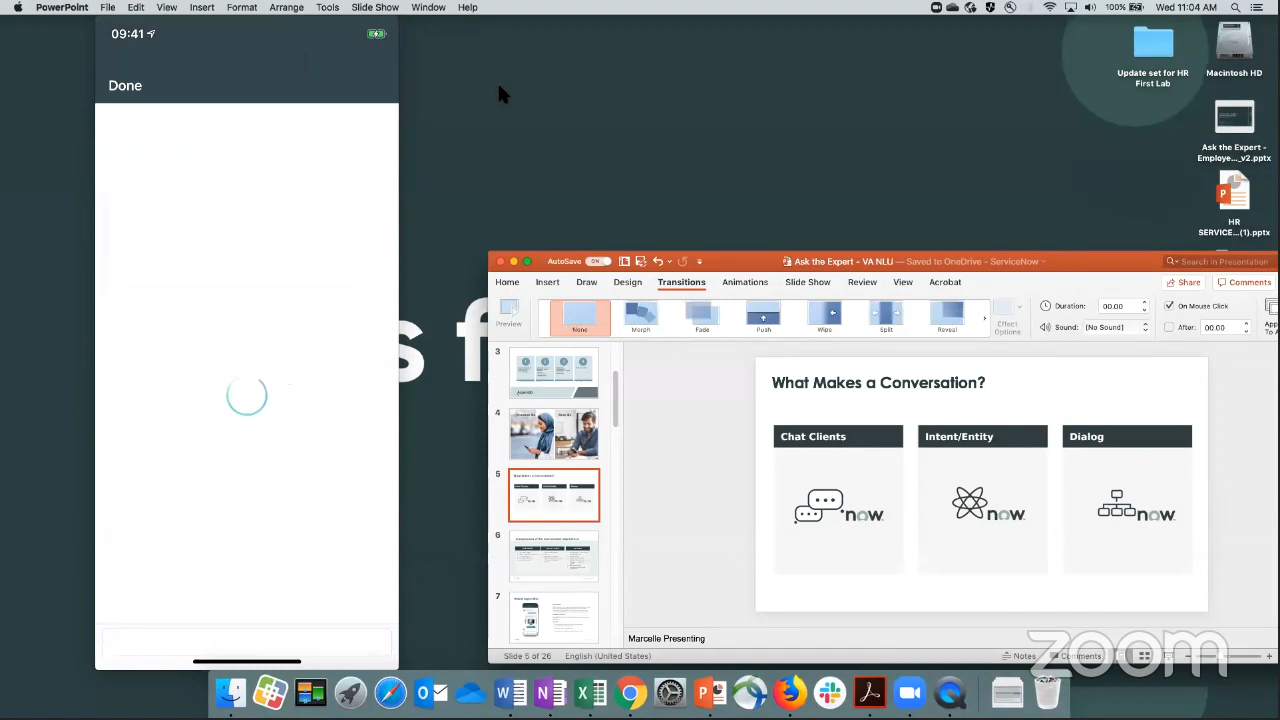 PowerPoint File Edit View Insert Format Arrange Tools Slide Show Window Help 100% Wed 11:04 AM
09:41
Done
Update set for HR
First Lab
Macintosh HD
Ask the Expert -
Employe..._v2.pptx
HR
SERVICE...(1).pptx
s f
AutoSave ON
Ask the Expert - VA NLU — Saved to OneDrive - ServiceNow
Search in Presentation
Home Insert Draw Design Transitions Animations Slide Show Review View Acrobat Share Comments
Preview
None Morph Fade Push Wipe Split Reveal
Effect
Options
Duration: 00.00
Sound: [No Sound]
On Mouse Click
After: 00.00
Apply
To A
3
Agenda
4
5
6
7
What Makes a Conversation?
Chat Clients
now.
Intent/Entity
now.
Dialog
now.
Marcelle Presenting
Slide 5 of 26 English (United States) Notes Comments
zoom